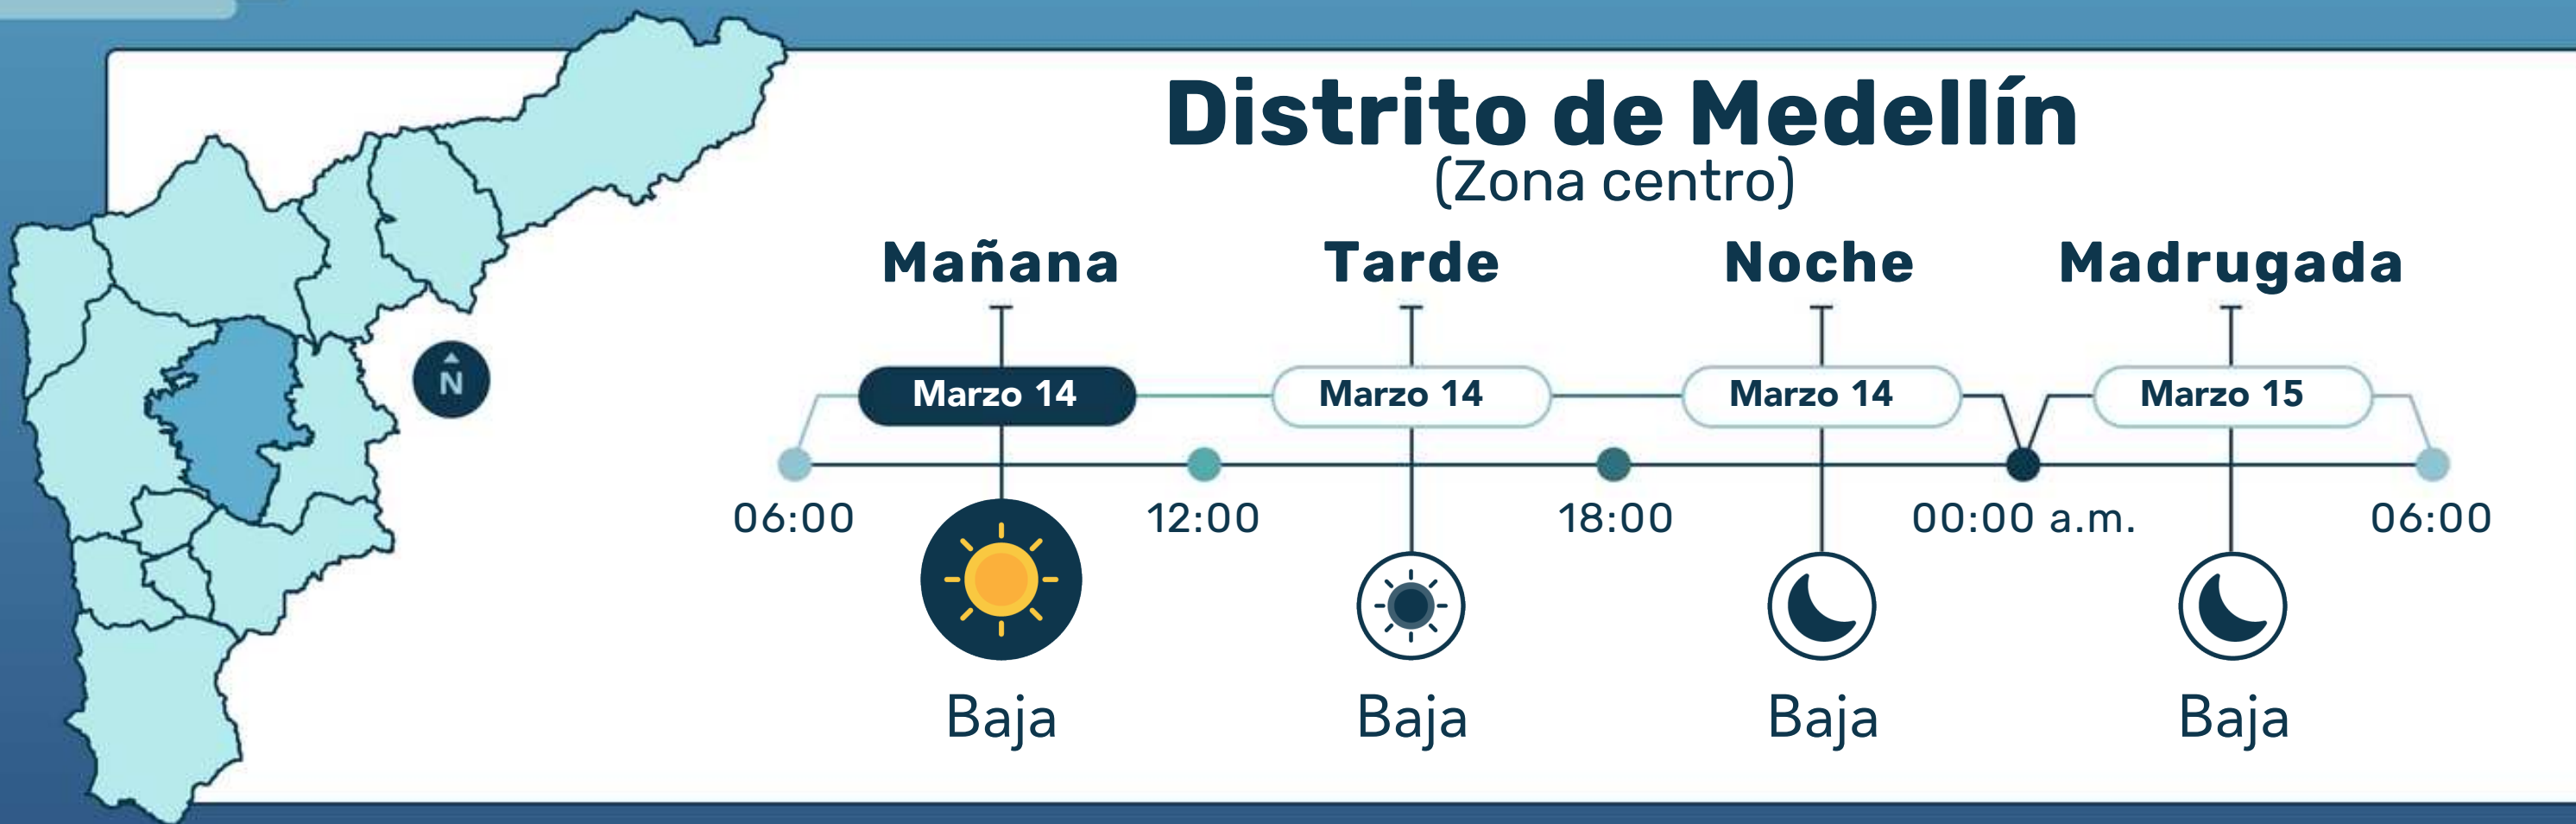 Distrito de Medellín
(Zona centro)
Mañana Tarde Noche Madrugada
Marzo 14 Marzo 14 Marzo 14 Marzo 15
06:00 12:00 18:00 00:00 a.m. 06:00
N
Baja Baja Baja Baja